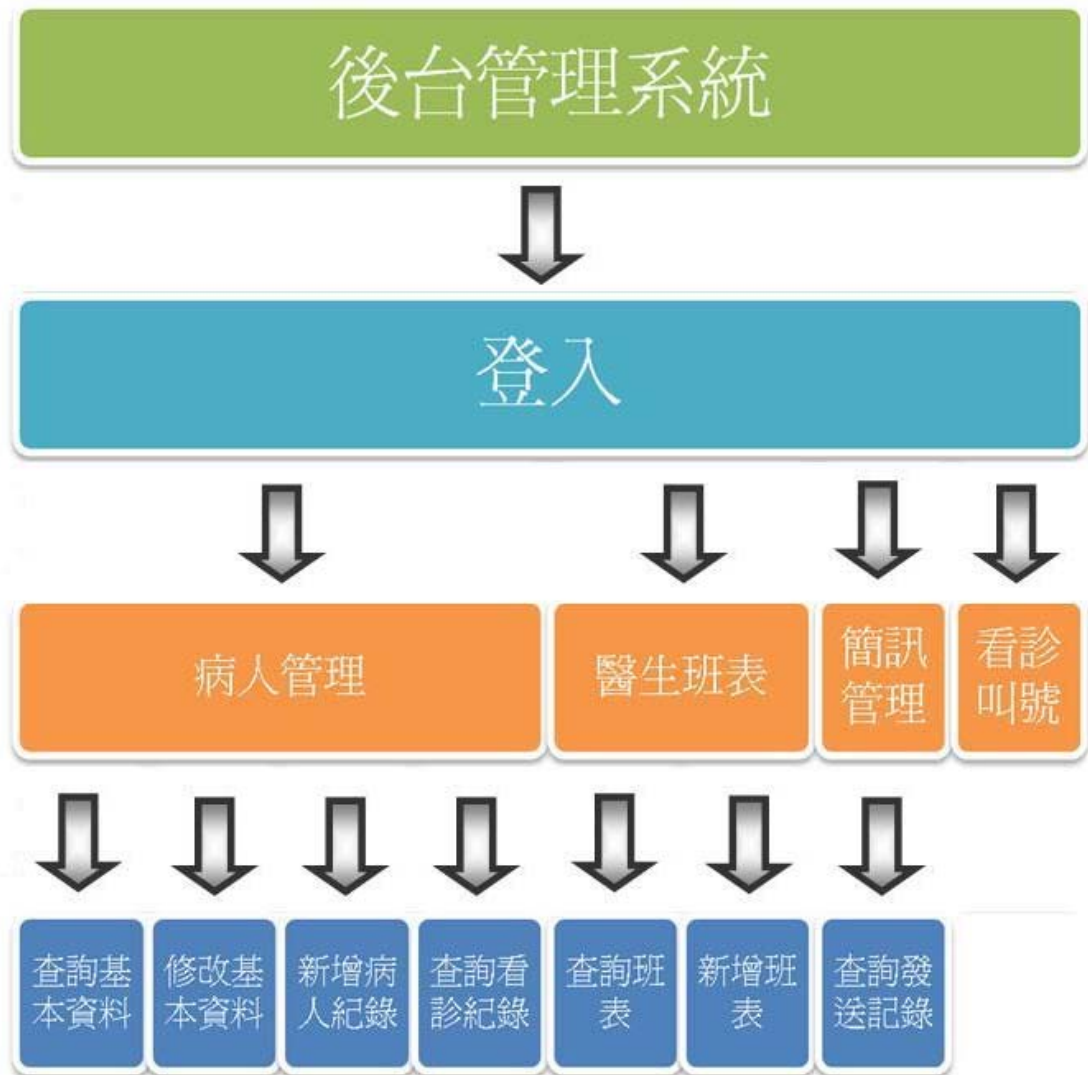 後台管理系統
登入
病人管理
醫生班表
簡訊
管理
看診
叫號
查詢基
本資料
修改基
本資料
新增病
人紀錄
查詢看
診紀錄
查詢班
表
新增班
表
查詢發
送記錄